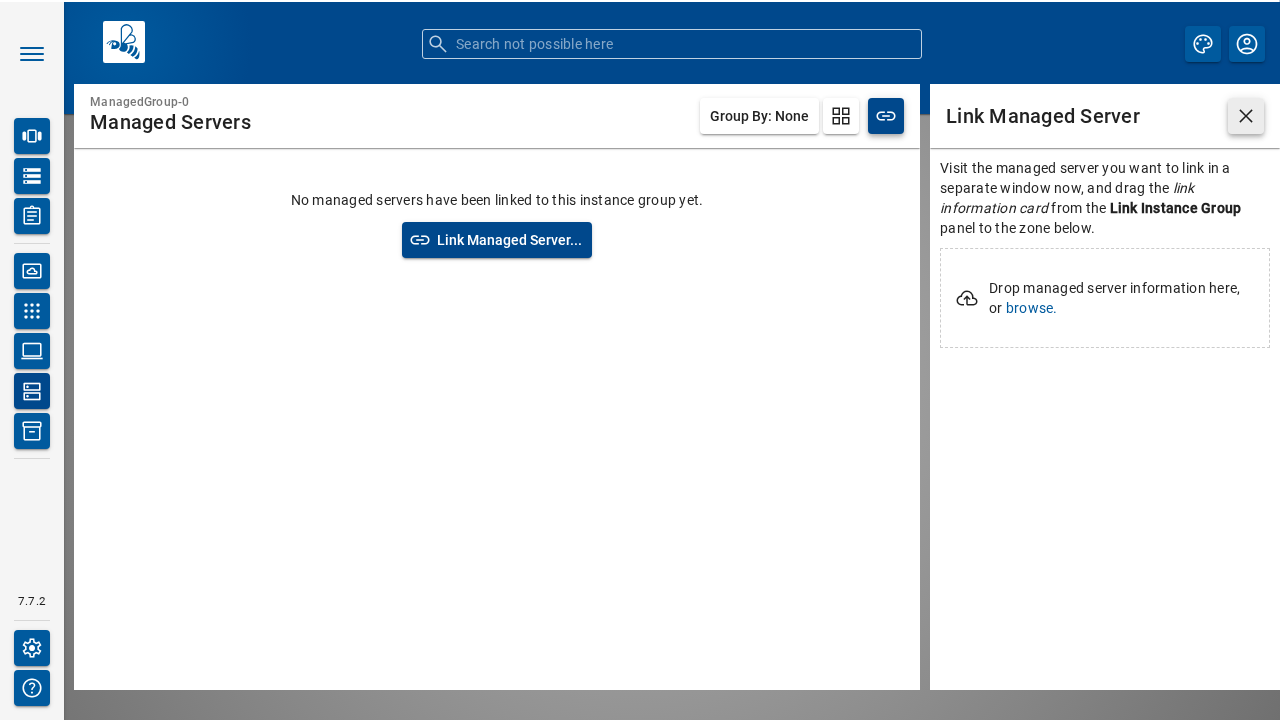 Search not possible here
ManagedGroup-0
Managed Servers
Group By: None
No managed servers have been linked to this instance group yet.
Link Managed Server...
Link Managed Server
Visit the managed server you want to link in a
separate window now, and drag the link
information card from the Link Instance Group
panel to the zone below.
Drop managed server information here,
or browse.
7.7.2